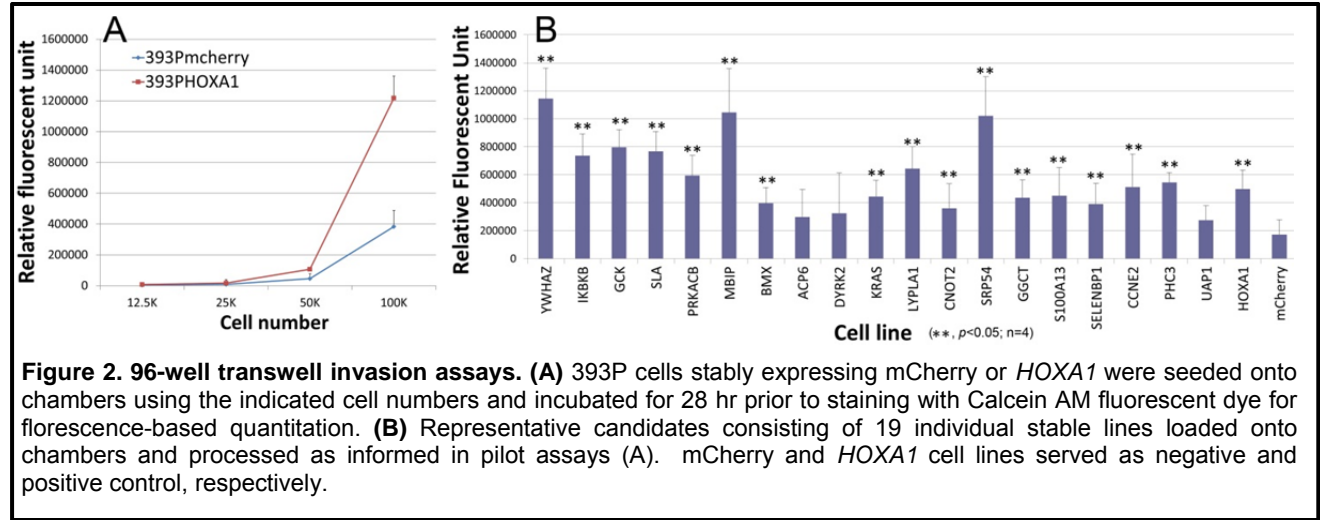 A
Relative fluorescent unit
1600000
1400000
1200000
1000000
800000
600000
400000
200000
0
393Pmcherry
393PHOXA1
12.5K 25K 50K 100K
Cell number
B
Relative Fluorescent Unit
1600000
1400000
1200000
1000000
800000
600000
400000
200000
0
** ** ** ** ** ** ** ** ** ** ** ** ** ** ** ** **
YWHAZ IKBKB GCK SLA PRKACB MBIP BMX ACP6 DYRK2 KRAS LYPLA1 CNOT2 SRP54 GGCT S100A13 SELENBP1 CCNE2 PHC3 UAP1 HOXA1 mCherry
Cell line (**, p<0.05; n=4)
Figure 2. 96-well transwell invasion assays. (A) 393P cells stably expressing mCherry or HOXA1 were seeded onto
chambers using the indicated cell numbers and incubated for 28 hr prior to staining with Calcein AM fluorescent dye for
florescence-based quantitation. (B) Representative candidates consisting of 19 individual stable lines loaded onto
chambers and processed as informed in pilot assays (A). mCherry and HOXA1 cell lines served as negative and
positive control, respectively.